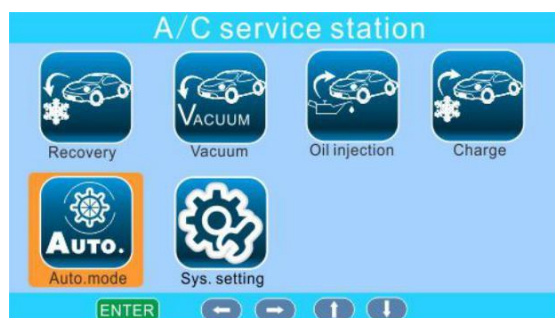 A/C service station
VACUUM
Recovery Vacuum Oil injection Charge
AUTO.
Auto.mode Sys. setting
ENTER